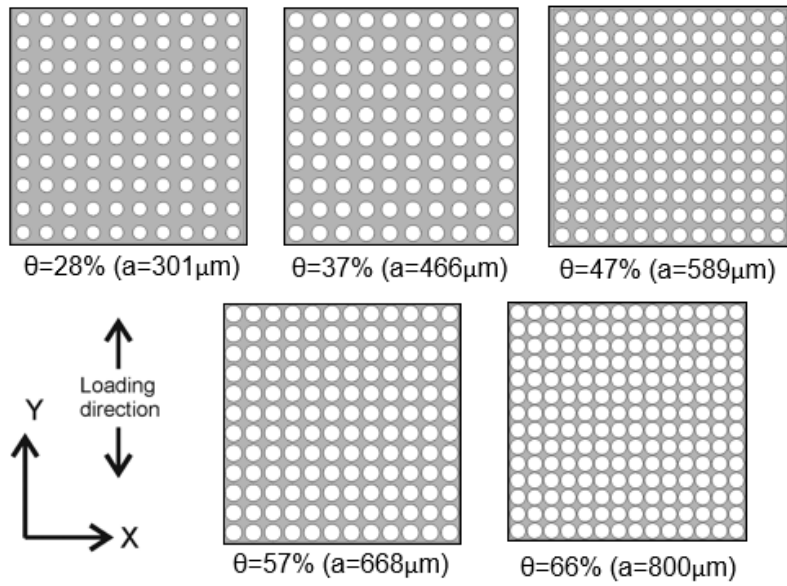 θ=28% (a=301μm)
θ=37% (a=466μm)
θ=47% (a=589μm)
Loading
direction
Y
X
θ=57% (a=668μm)
θ=66% (a=800μm)